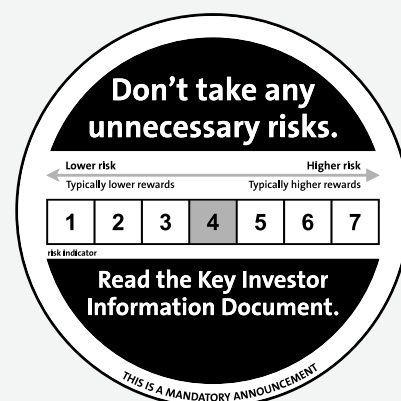 Don't take any
unnecessary risks.
Lower risk Higher risk
Typically lower rewards Typically higher rewards
1 2 3 4 5 6 7
risk indicator
Read the Key Investor
Information Document.
THIS IS A MANDATORY ANNOUNCEMENT